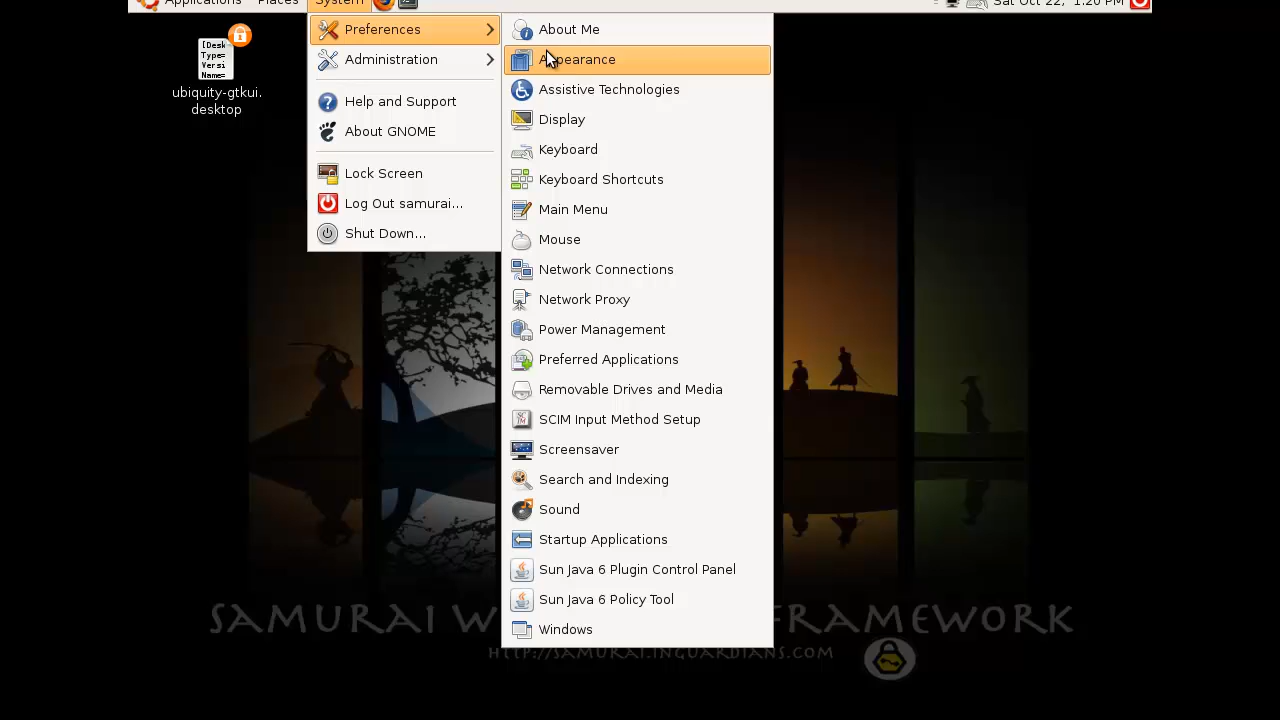 Applications Places System Sat Oct 22, 1:20 PM
[Desk
Type=
Versi
Name=
ubiquity-gtkui.
desktop
Preferences
Administration
Help and Support
About GNOME
Lock Screen
Log Out samurai...
Shut Down...
About Me
Appearance
Assistive Technologies
Display
Keyboard
Keyboard Shortcuts
Main Menu
Mouse
Network Connections
Network Proxy
Power Management
Preferred Applications
Removable Drives and Media
SCIM Input Method Setup
Screensaver
Search and Indexing
Sound
Startup Applications
Sun Java 6 Plugin Control Panel
Sun Java 6 Policy Tool
Windows
SAMURAI W FRAMEWORK
HTTP://SAMURAI.INGUARDIANS.COM